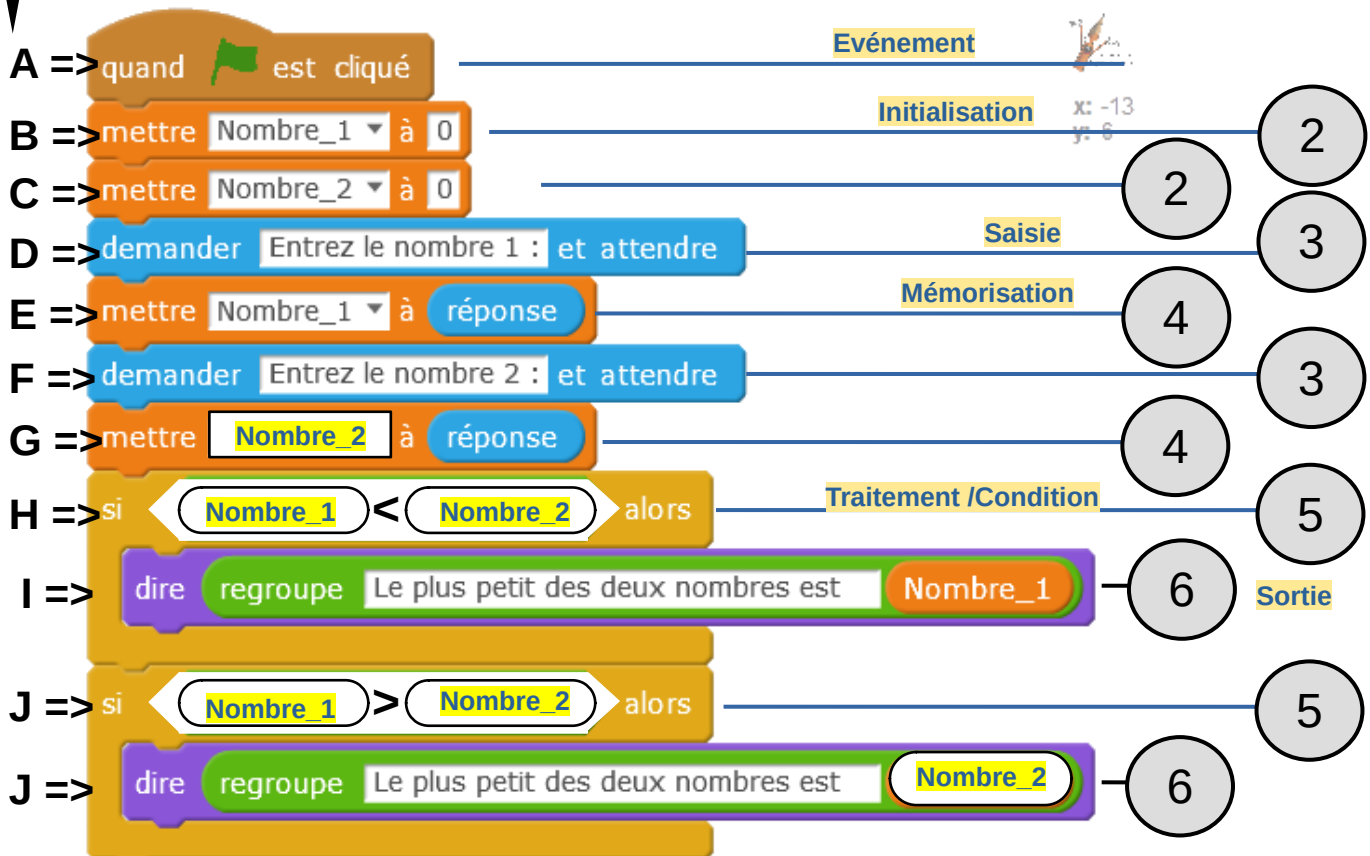 Evénement
A => quand est cliqué
x: -13
Initialisation
y: 6
B => mettre Nombre_1 à 0 2
C => mettre Nombre_2 à 0 2
Saisie
D => demander Entrez le nombre 1 : et attendre 3
Mémorisation
E => mettre Nombre_1 à réponse 4
F => demander Entrez le nombre 2 : et attendre 3
G => mettre Nombre_2 à réponse 4
Traitement /Condition
H => si Nombre_1 < Nombre_2 alors 5
I => dire regroupe Le plus petit des deux nombres est Nombre_1 6 Sortie
J => si Nombre_1 > Nombre_2 alors 5
J => dire regroupe Le plus petit des deux nombres est Nombre_2 6